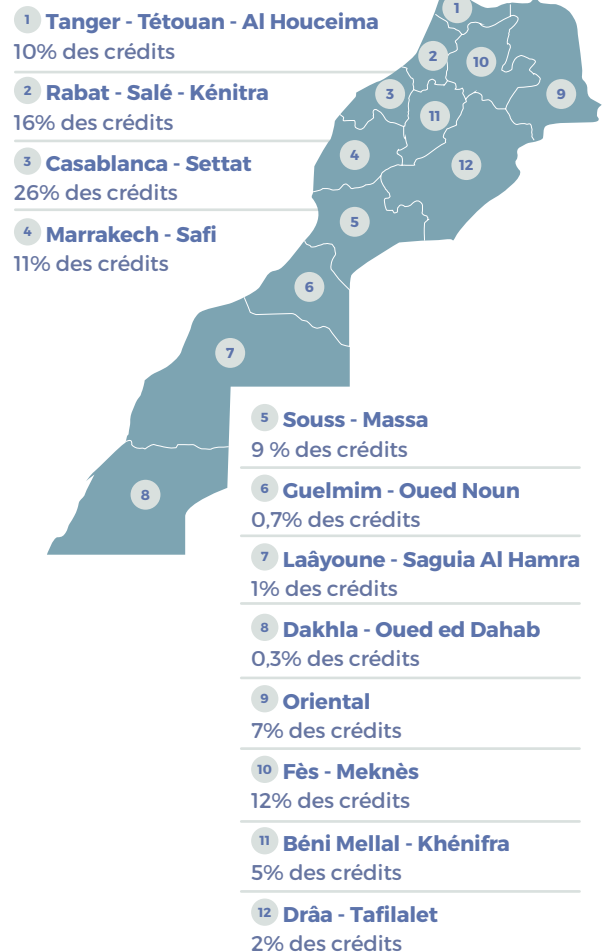 1 Tanger - Tétouan - Al Houceima
10% des crédits
2 Rabat - Salé - Kénitra
16% des crédits
3 Casablanca - Settat
26% des crédits
4 Marrakech - Safi
11% des crédits
1
2
10
3
9
11
4
12
5
6
7
8
5 Souss - Massa
9 % des crédits
6 Guelmim - Oued Noun
0,7% des crédits
7 Laâyoune - Saguia Al Hamra
1% des crédits
8 Dakhla - Oued ed Dahab
0,3% des crédits
9 Oriental
7% des crédits
10 Fès - Meknès
12% des crédits
11 Béni Mellal - Khénifra
5% des crédits
12 Drâa - Tafilalet
2% des crédits